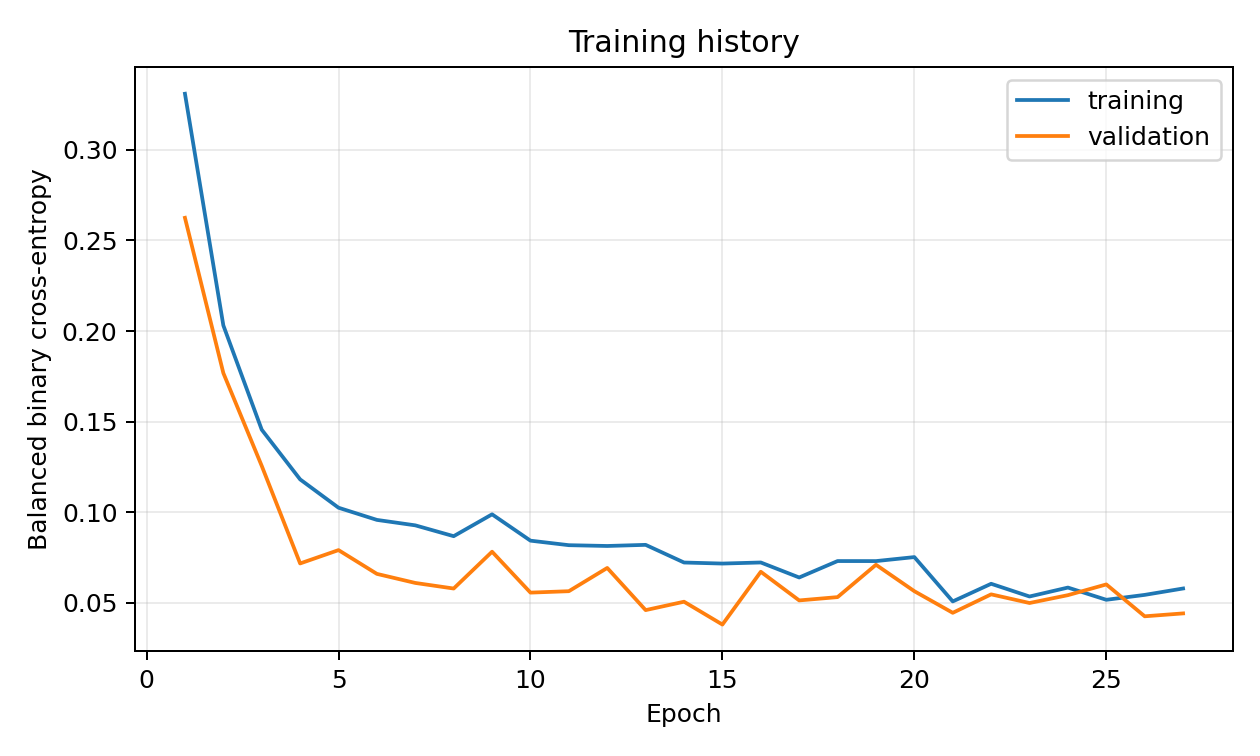 Training history
training
validation
Balanced binary cross-entropy
0.30
0.25
0.20
0.15
0.10
0.05
0 5 10 15 20 25
Epoch